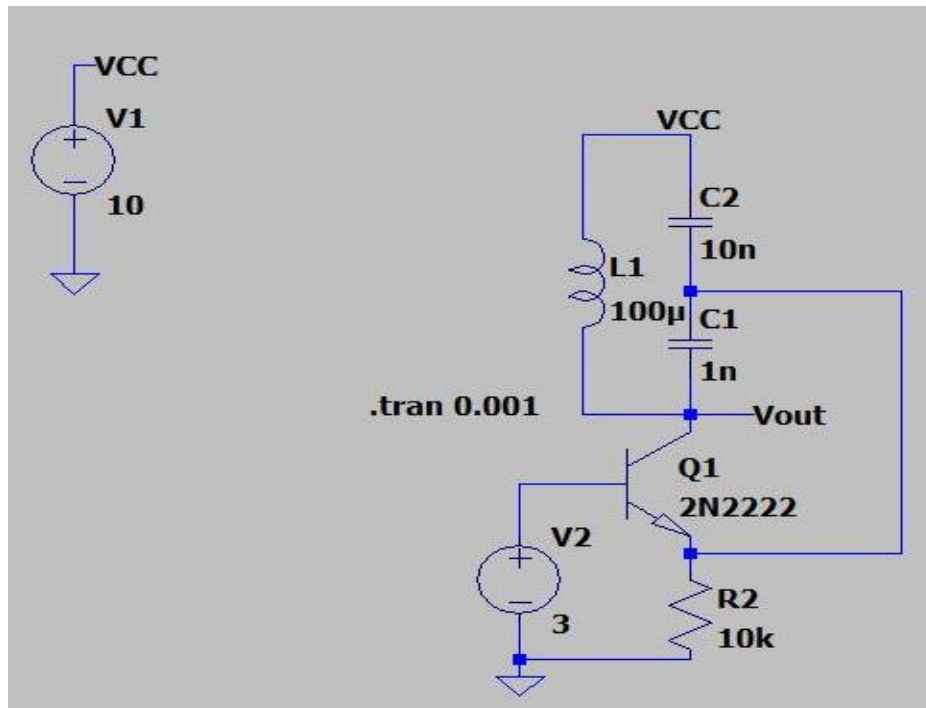 VCC
V1
10
VCC
C2
10n
L1
100µ
C1
1n
.tran 0.001
Vout
Q1
2N2222
V2
3
R2
10k